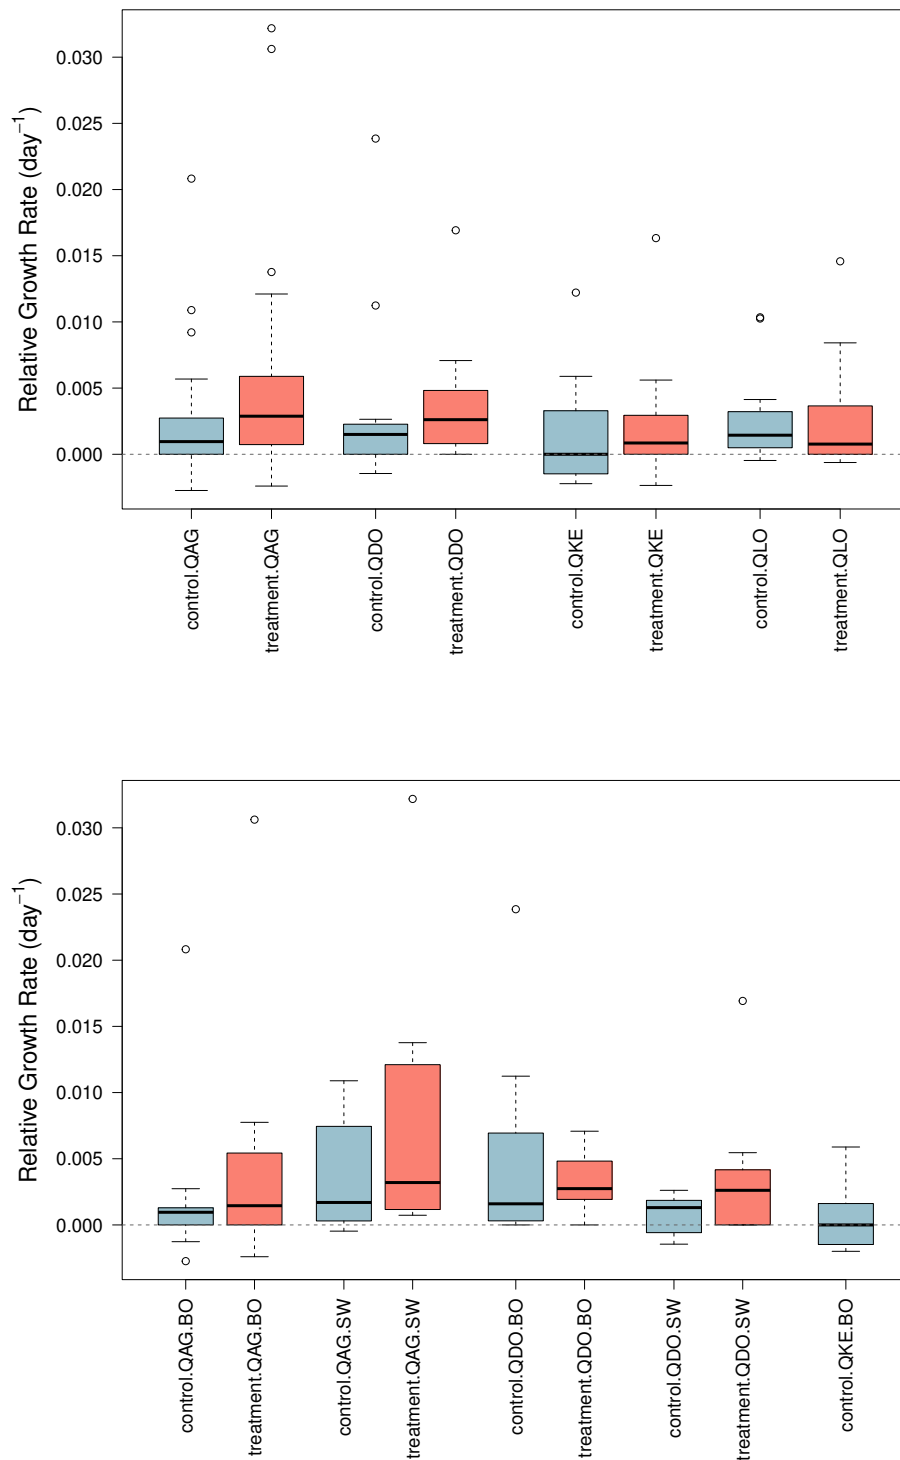 Relative Growth Rate (day⁻¹)
0.030
0.025
0.020
0.015
0.010
0.005
0.000
control.QAG
treatment.QAG
control.QDO
treatment.QDO
control.QKE
treatment.QKE
control.QLO
treatment.QLO
Relative Growth Rate (day⁻¹)
0.030
0.025
0.020
0.015
0.010
0.005
0.000
control.QAG.BO
treatment.QAG.BO
control.QAG.SW
treatment.QAG.SW
control.QDO.BO
treatment.QDO.BO
control.QDO.SW
treatment.QDO.SW
control.QKE.BO